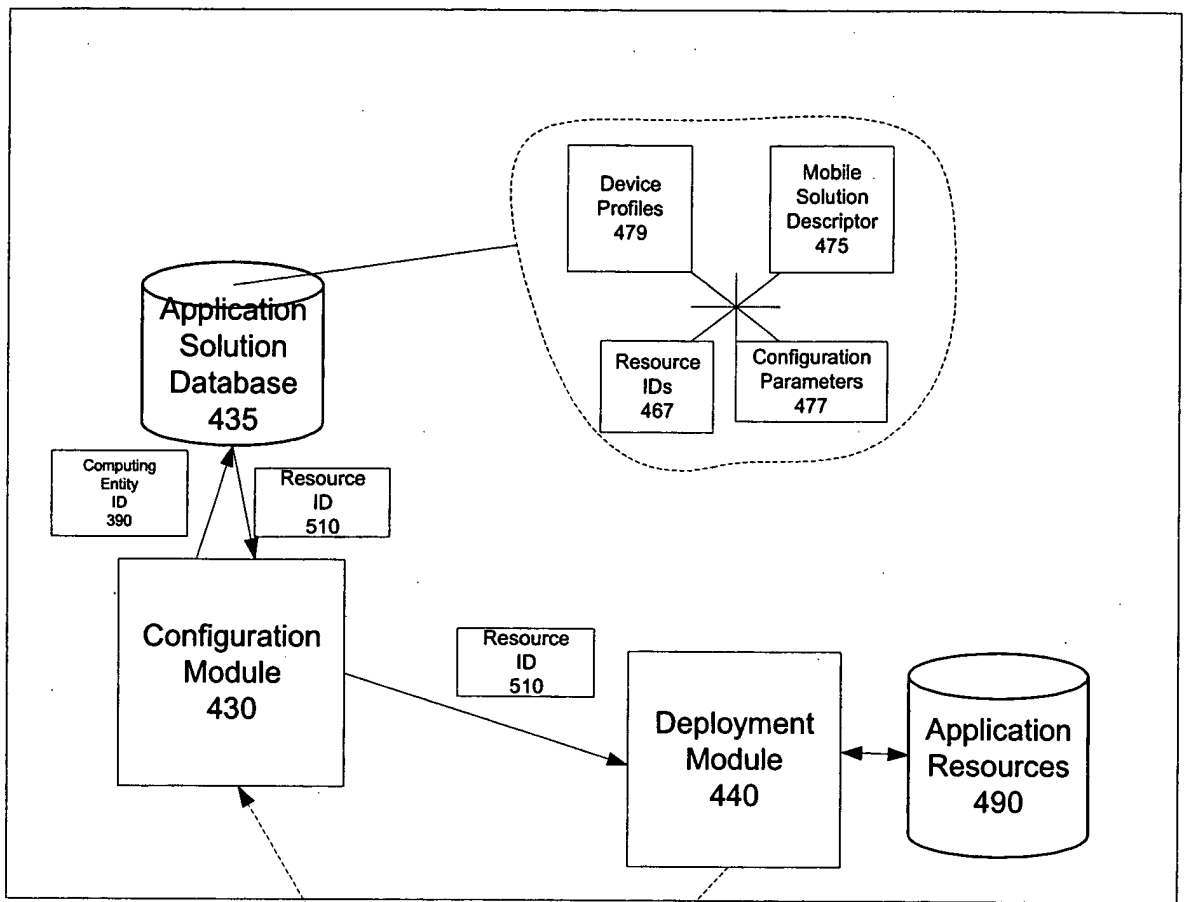 Device
Profiles
479
Mobile
Solution
Descriptor
475
Application
Solution
Database
435
Resource
IDs
467
Configuration
Parameters
477
Computing
Entity
ID
390
Resource
ID
510
Configuration
Module
430
Resource
ID
510
Deployment
Module
440
Application
Resources
490